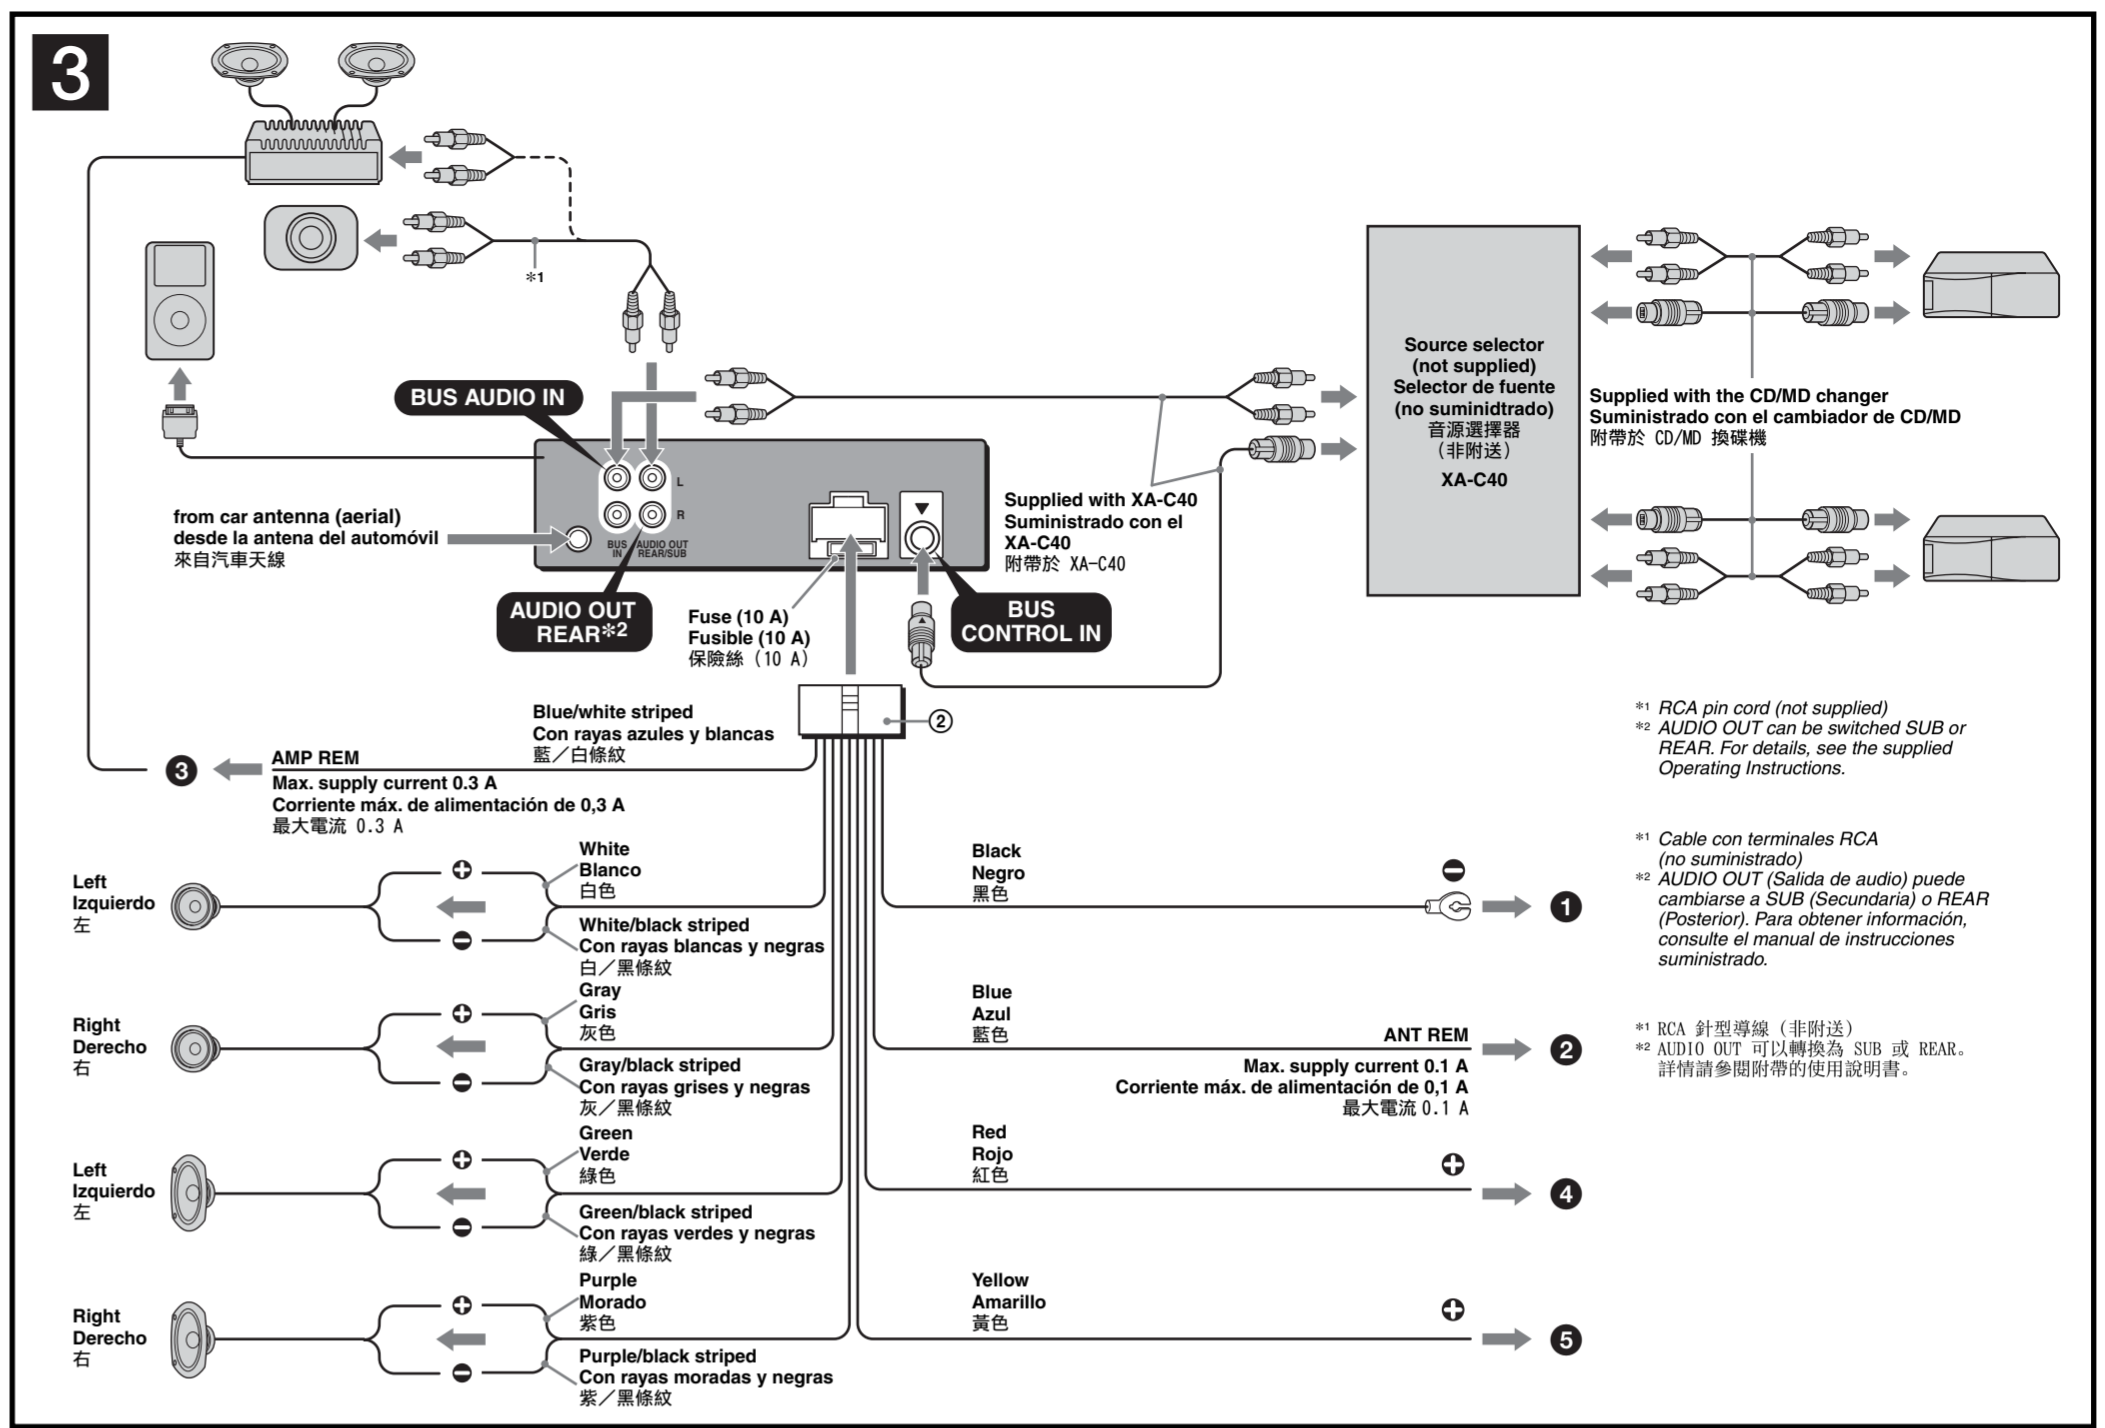 3
*1
BUS AUDIO IN
L
R
BUS
IN
AUDIO OUT
REAR/SUB
from car antenna (aerial)
desde la antena del automóvil
來自汽車天線
AUDIO OUT
REAR*2
Fuse (10 A)
Fusible (10 A)
保險絲（10 A）
BUS
CONTROL IN
Supplied with XA-C40
Suministrado con el
XA-C40
附帶於 XA-C40
Source selector
(not supplied)
Selector de fuente
(no suminidtrado)
音源選擇器
（非附送）
XA-C40
Supplied with the CD/MD changer
Suministrado con el cambiador de CD/MD
附帶於 CD/MD 換碟機
②
Blue/white striped
Con rayas azules y blancas
藍／白條紋
❸
AMP REM
Max. supply current 0.3 A
Corriente máx. de alimentación de 0,3 A
最大電流 0.3 A
Left
Izquierdo
左
+
-
White
Blanco
白色
White/black striped
Con rayas blancas y negras
白／黑條紋
Right
Derecho
右
+
-
Gray
Gris
灰色
Gray/black striped
Con rayas grises y negras
灰／黑條紋
Left
Izquierdo
左
+
-
Green
Verde
綠色
Green/black striped
Con rayas verdes y negras
綠／黑條紋
Right
Derecho
右
+
-
Purple
Morado
紫色
Purple/black striped
Con rayas moradas y negras
紫／黑條紋
Black
Negro
黑色
-
❶
Blue
Azul
藍色
ANT REM
❷
Max. supply current 0.1 A
Corriente máx. de alimentación de 0,1 A
最大電流 0.1 A
Red
Rojo
紅色
+
❹
Yellow
Amarillo
黃色
+
❺
*1 RCA pin cord (not supplied)
*2 AUDIO OUT can be switched SUB or
REAR. For details, see the supplied
Operating Instructions.
*1 Cable con terminales RCA
(no suministrado)
*2 AUDIO OUT (Salida de audio) puede
cambiarse a SUB (Secundaria) o REAR
(Posterior). Para obtener información,
consulte el manual de instrucciones
suministrado.
*1 RCA 針型導線（非附送）
*2 AUDIO OUT 可以轉換為 SUB 或 REAR。
詳情請參閱附帶的使用說明書。